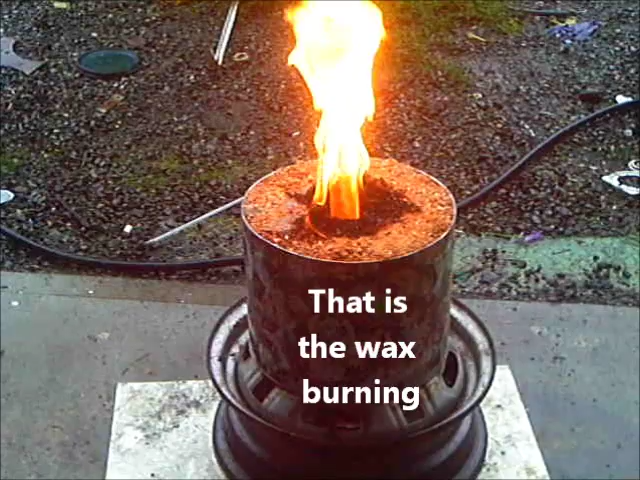 That is
the wax
burning